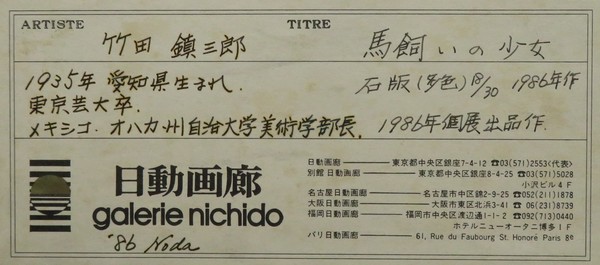 ARTISTE TITRE
竹田 鎮三郎 馬飼いの少女
1935年 愛知県生まれ. 石版(多色)18/30 1986年作
東京芸大卒.
メキシコ.オハカ.州自治大学美術学部長. 1986年個展出品作.
日動画廊
galerie nichido
'86 Noda
日動画廊 ── 東京都中央区銀座7-4-12 ☎03(571)2553<代表>
別館 日動画廊 ── 東京都中央区銀座8-4-25 ☎03(571)5028
小沢ビル4F
名古屋日動画廊 ── 名古屋市中区錦2-9-25 ☎052(211)1878
大阪日動画廊 ── 大阪市東区北浜3-41 ☎06(231)8739
福岡日動画廊 ── 福岡市中央区渡辺通1-1-2 ☎092(713)0440
ホテルニューオータニ博多1F
パリ日動画廊 ── 61, Rue du Faubourg St. Honoré Paris 8e